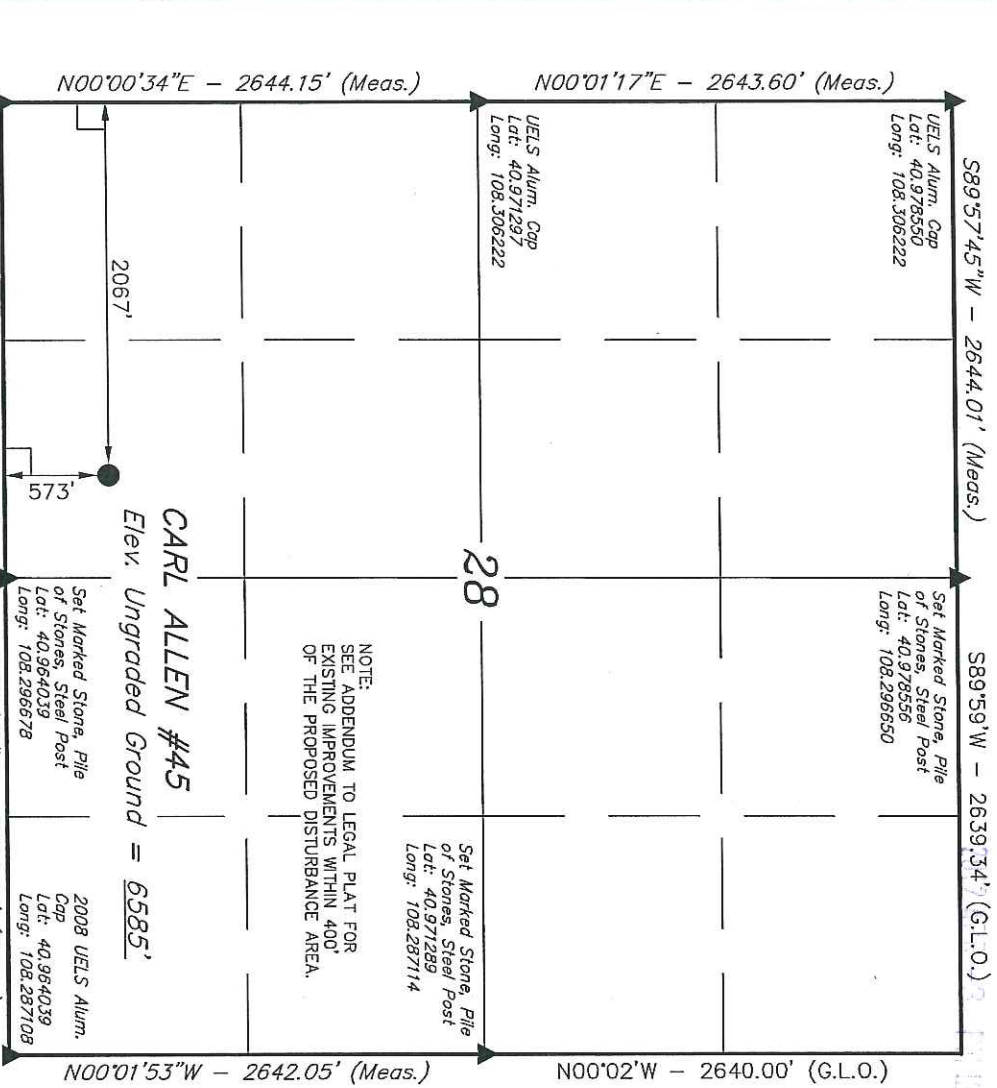 S89°57'45"W - 2644.01' (Meas.)
S89°59'W - 2639.34' (G.L.O.)
N00°00'34"E - 2644.15' (Meas.)
N00°01'17"E - 2643.60' (Meas.)
UELS Alum. Cap
Lat: 40.978550
Long: 108.306222
Set Marked Stone, Pile
of Stones, Steel Post
Lat: 40.978556
Long: 108.296650
UELS Alum. Cap
Lat: 40.971297
Long: 108.306222
28
Set Marked Stone, Pile
of Stones, Steel Post
Lat: 40.971289
Long: 108.287114
NOTE:
SEE ADDENDUM TO LEGAL PLAT FOR
EXISTING IMPROVEMENTS WITHIN 400'
OF THE PROPOSED DISTURBANCE AREA.
CARL ALLEN #45
Elev. Ungraded Ground = 6585'
2067'
573'
Set Marked Stone, Pile
of Stones, Steel Post
Lat: 40.964039
Long: 108.296678
2008 UELS Alum.
Cap
Lat: 40.964039
Long: 108.287108
N00°01'53"W - 2642.05' (Meas.)
N00°02'W - 2640.00' (G.L.O.)